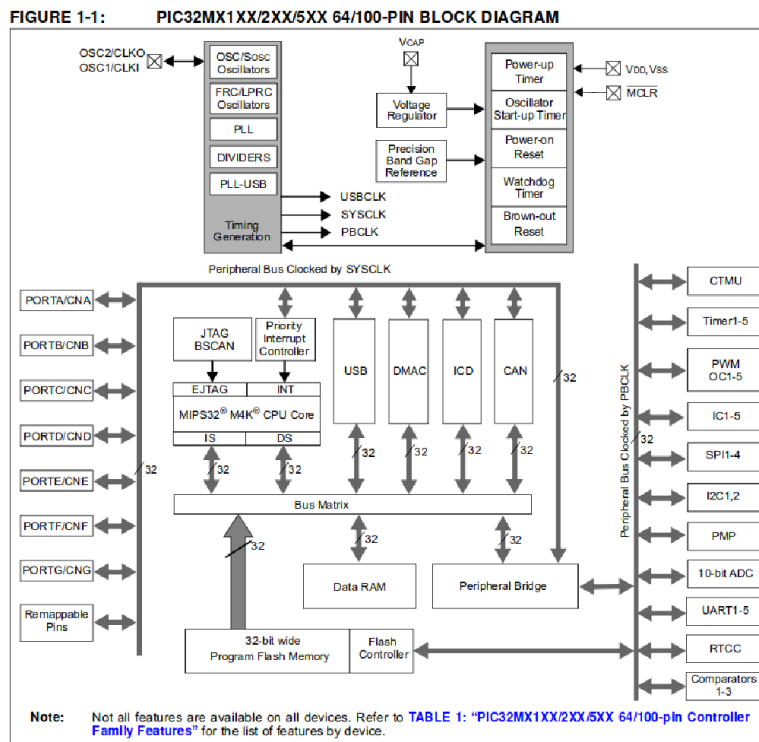 FIGURE 1-1: PIC32MX1XX/2XX/5XX 64/100-PIN BLOCK DIAGRAM
OSC2/CLKO
OSC1/CLKI
OSC/Sosc
Oscillators
FRC/LPRC
Oscillators
PLL
DIVIDERS
PLL-USB
Timing
Generation
USBCLK
SYSCLK
PBCLK
VCAP
Voltage
Regulator
Precision
Band Gap
Reference
Power-up
Timer
Oscillator
Start-up Timer
Power-on
Reset
Watchdog
Timer
Brown-out
Reset
VDD, VSS
MCLR
Peripheral Bus Clocked by SYSCLK
PORTA/CNA
PORTB/CNB
PORTC/CNC
PORTD/CND
PORTE/CNE
PORTF/CNF
PORTG/CNG
Remappable
Pins
32
JTAG
BSCAN
Priority
Interrupt
Controller
EJTAG
INT
MIPS32® M4K® CPU Core
IS
DS
USB
DMAC
ICD
CAN
32
32
32
32
32
32
32
Bus Matrix
32
32
32
Data RAM
Peripheral Bridge
32-bit wide
Program Flash Memory
Flash
Controller
Peripheral Bus Clocked by PBCLK
32
CTMU
Timer1-5
PWM
OC1-5
IC1-5
SPI1-4
I2C1,2
PMP
10-bit ADC
UART1-5
RTCC
Comparators
1-3
Note: Not all features are available on all devices. Refer to TABLE 1: “PIC32MX1XX/2XX/5XX 64/100-pin Controller
Family Features” for the list of features by device.